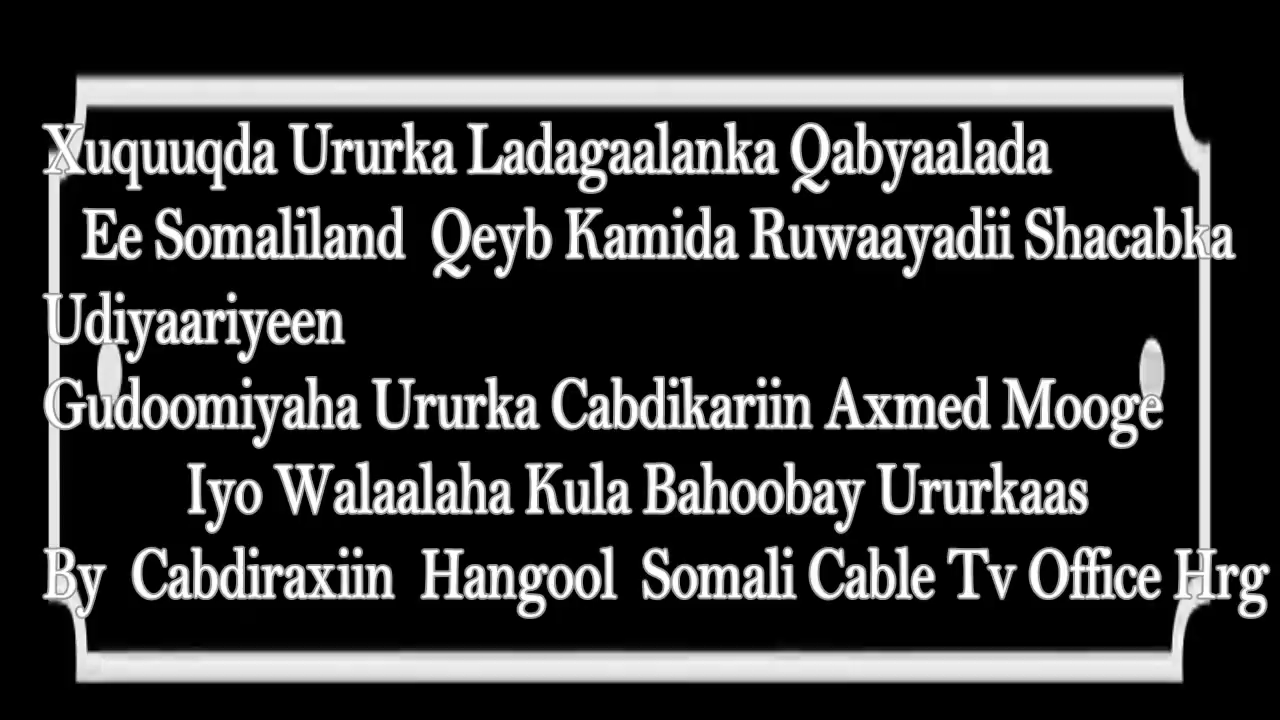 Xuquuqda Ururka Ladagaalanka Qabyaalada
Ee Somaliland Qeyb Kamida Ruwaayadii Shacabka
Udiyaariyeen
Gudoomiyaha Ururka Cabdikariin Axmed Mooge
Iyo Walaalaha Kula Bahoobay Ururkaas
By Cabdiraxiin Hangool Somali Cable Tv Office Hrg